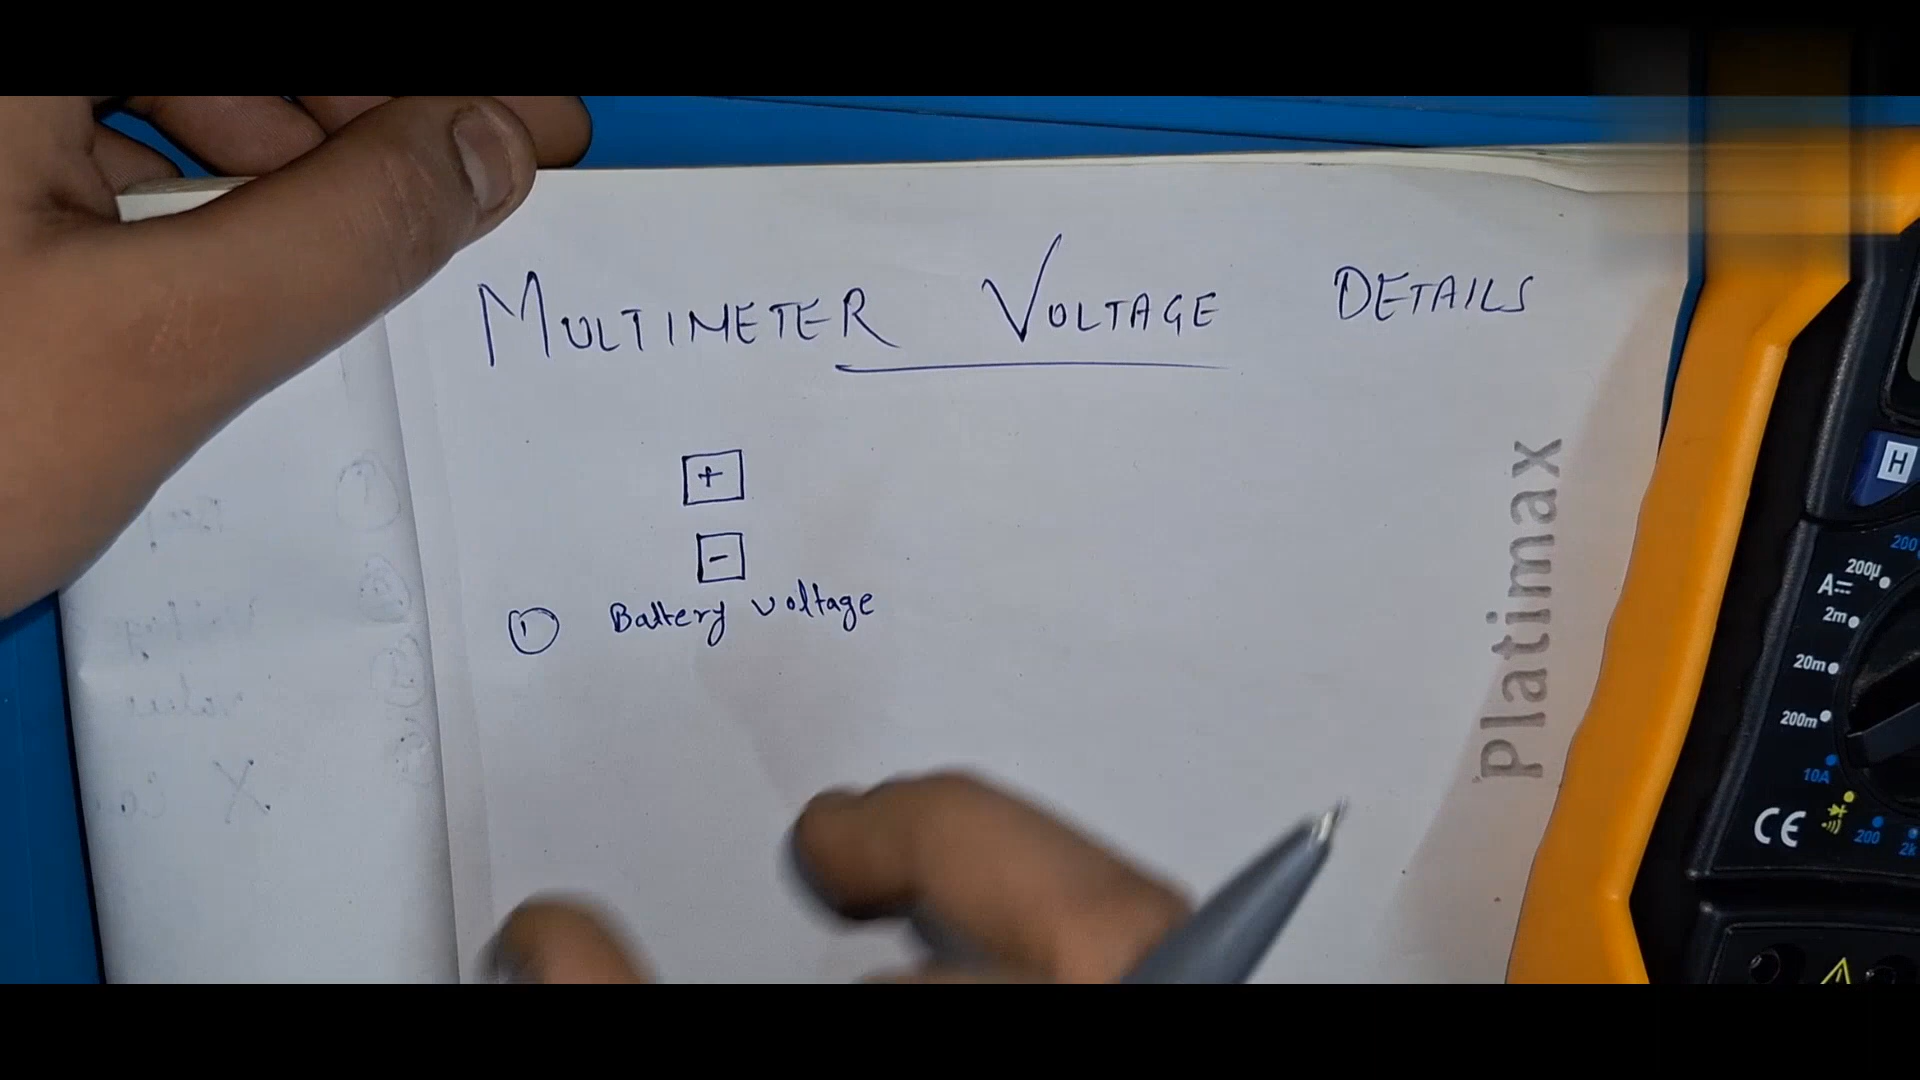 MULTIMETER VOLTAGE DETAILS
+
-
① Battery voltage
Platimax
H
200
200µ
A
2m
20m
200m
10A
CE
200
2k